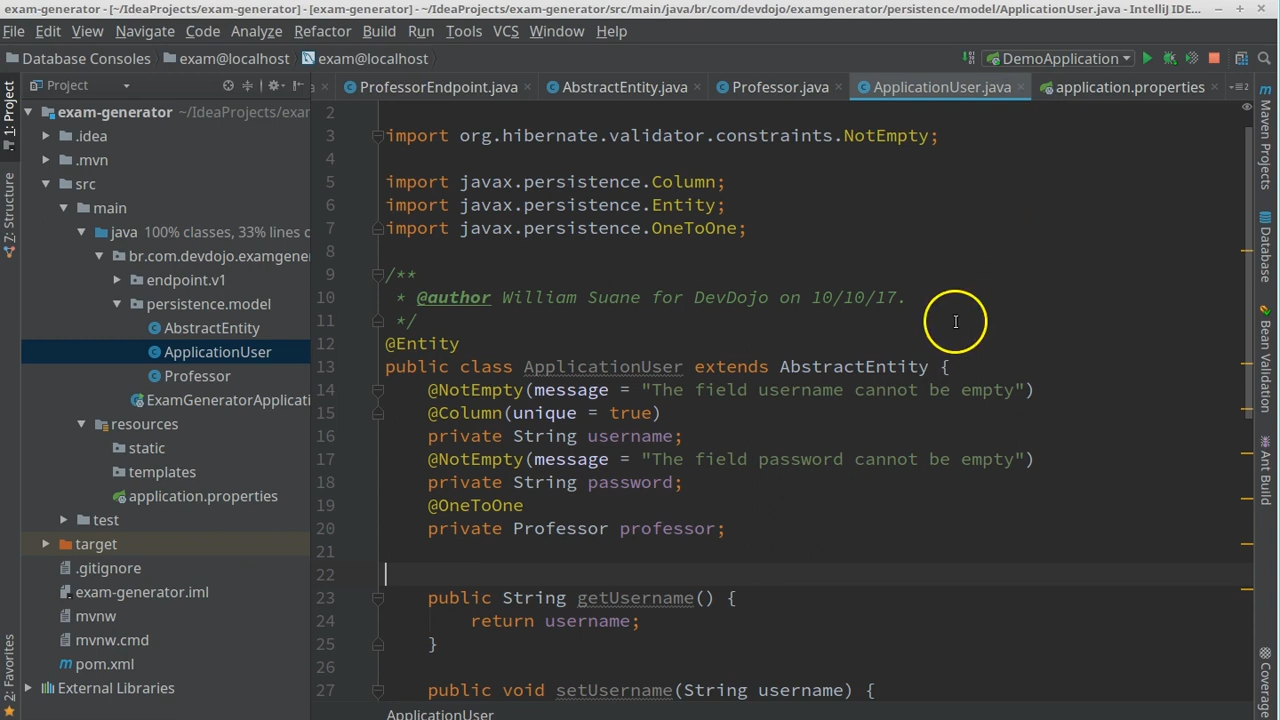 exam-generator - [~/IdeaProjects/exam-generator] - [exam-generator] - ~/IdeaProjects/exam-generator/src/main/java/br/com/devdojo/examgenerator/persistence/model/ApplicationUser.java - IntelliJ IDE...
File Edit View Navigate Code Analyze Refactor Build Run Tools VCS Window Help
Database Consoles exam@localhost exam@localhost DemoApplication
Project
ProfessorEndpoint.java AbstractEntity.java Professor.java ApplicationUser.java application.properties
1: Project
Z: Structure
2: Favorites
exam-generator ~/IdeaProjects/exam
.idea
.mvn
src
main
java 100% classes, 33% lines c
br.com.devdojo.examgene
endpoint.v1
persistence.model
AbstractEntity
ApplicationUser
Professor
ExamGeneratorApplicati
resources
static
templates
application.properties
test
target
.gitignore
exam-generator.iml
mvnw
mvnw.cmd
pom.xml
External Libraries
2
3 import org.hibernate.validator.constraints.NotEmpty;
4
5 import javax.persistence.Column;
6 import javax.persistence.Entity;
7 import javax.persistence.OneToOne;
8
9 /**
10 * @author William Suane for DevDojo on 10/10/17.
11 */
12 @Entity
13 public class ApplicationUser extends AbstractEntity {
14 @NotEmpty(message = "The field username cannot be empty")
15 @Column(unique = true)
16 private String username;
17 @NotEmpty(message = "The field password cannot be empty")
18 private String password;
19 @OneToOne
20 private Professor professor;
21
22
23 public String getUsername() {
24 return username;
25 }
26
27 public void setUsername(String username) {
ApplicationUser
Maven Projects
Database
Bean Validation
Ant Build
Coverage